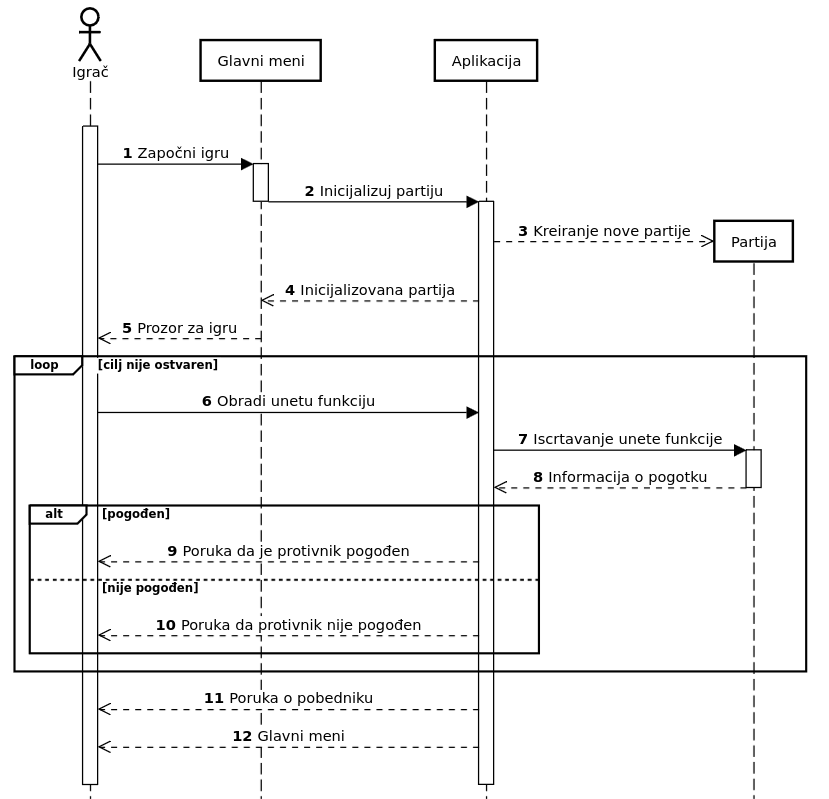 Igrač
Glavni meni
Aplikacija
1 Započni igru
2 Inicijalizuj partiju
3 Kreiranje nove partije
Partija
4 Inicijalizovana partija
5 Prozor za igru
loop [cilj nije ostvaren]
6 Obradi unetu funkciju
7 Iscrtavanje unete funkcije
8 Informacija o pogotku
alt [pogođen]
9 Poruka da je protivnik pogođen
[nije pogođen]
10 Poruka da protivnik nije pogođen
11 Poruka o pobedniku
12 Glavni meni